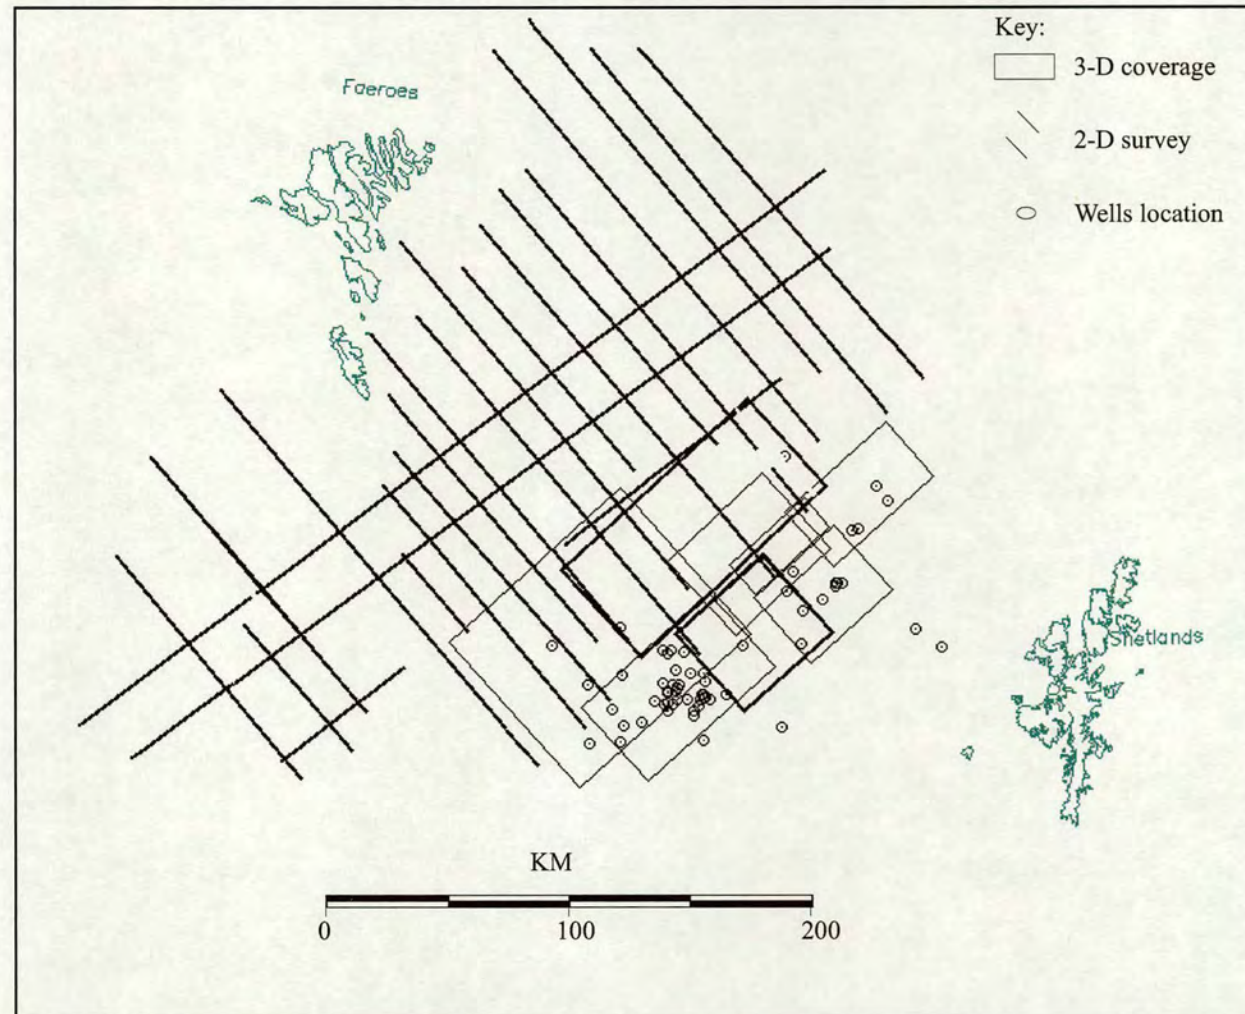 Key:
Faeroes
3-D coverage
2-D survey
Wells location
Shetlands
KM
0 100 200